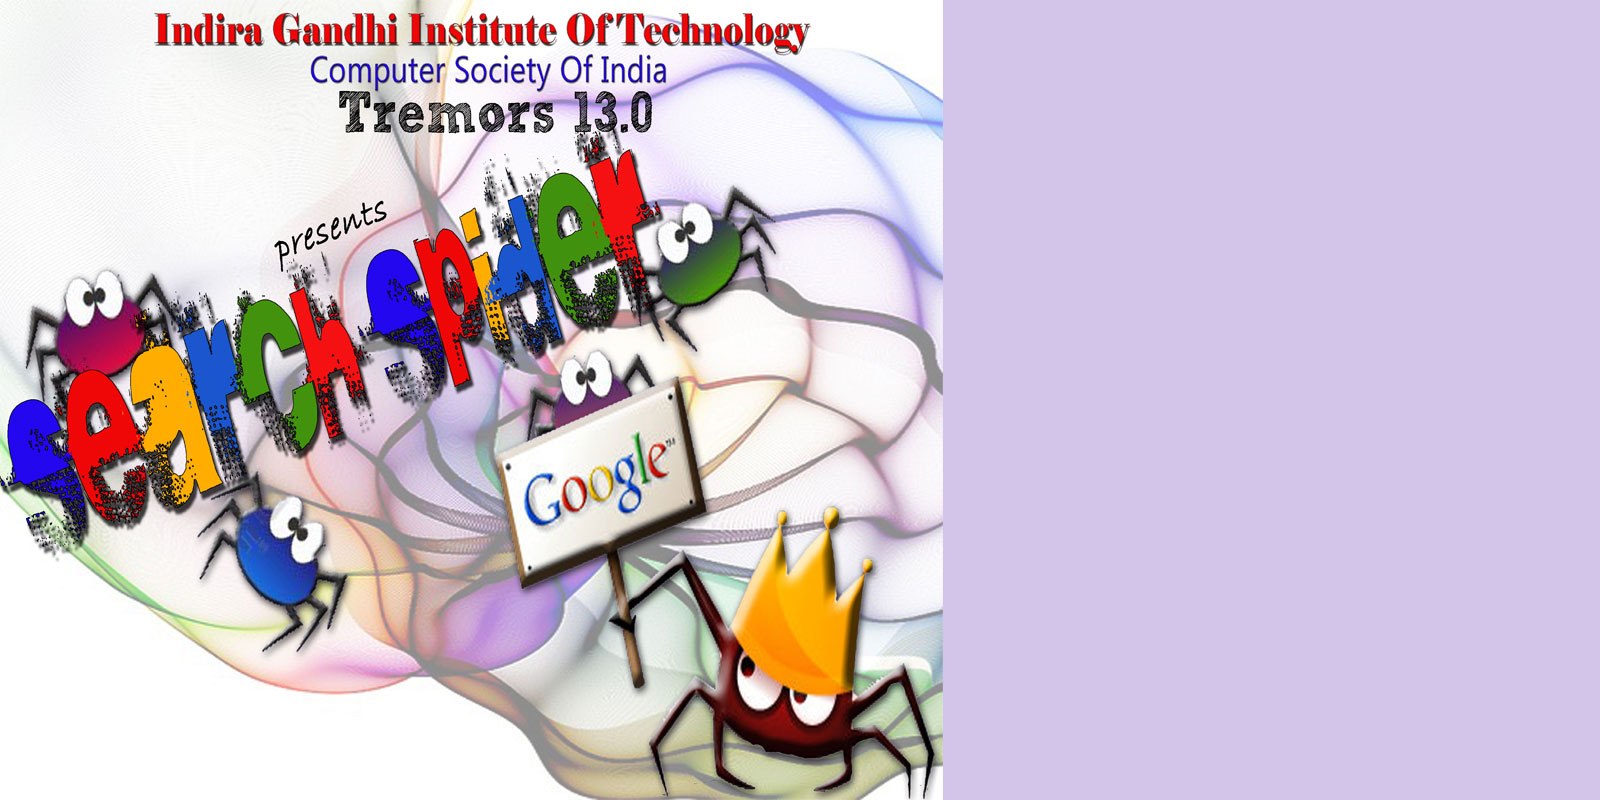 Indira Gandhi Institute Of Technology
Computer Society Of India
Tremors 13.0
presents
search spider
Google™